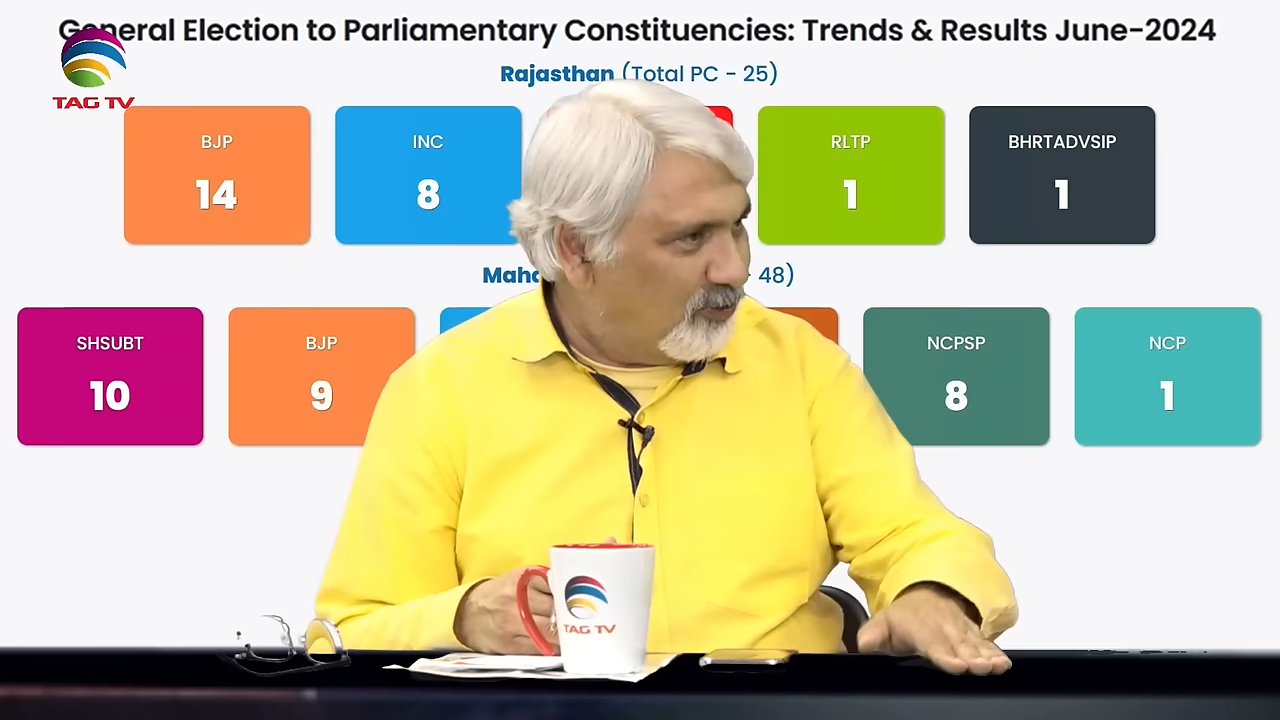 General Election to Parliamentary Constituencies: Trends & Results June-2024
TAG TV
Rajasthan (Total PC - 25)
BJP
14
INC
8
RLTP
1
BHRTADVSIP
1
48)
SHSUBT
10
BJP
9
NCPSP
8
NCP
1
TAG TV